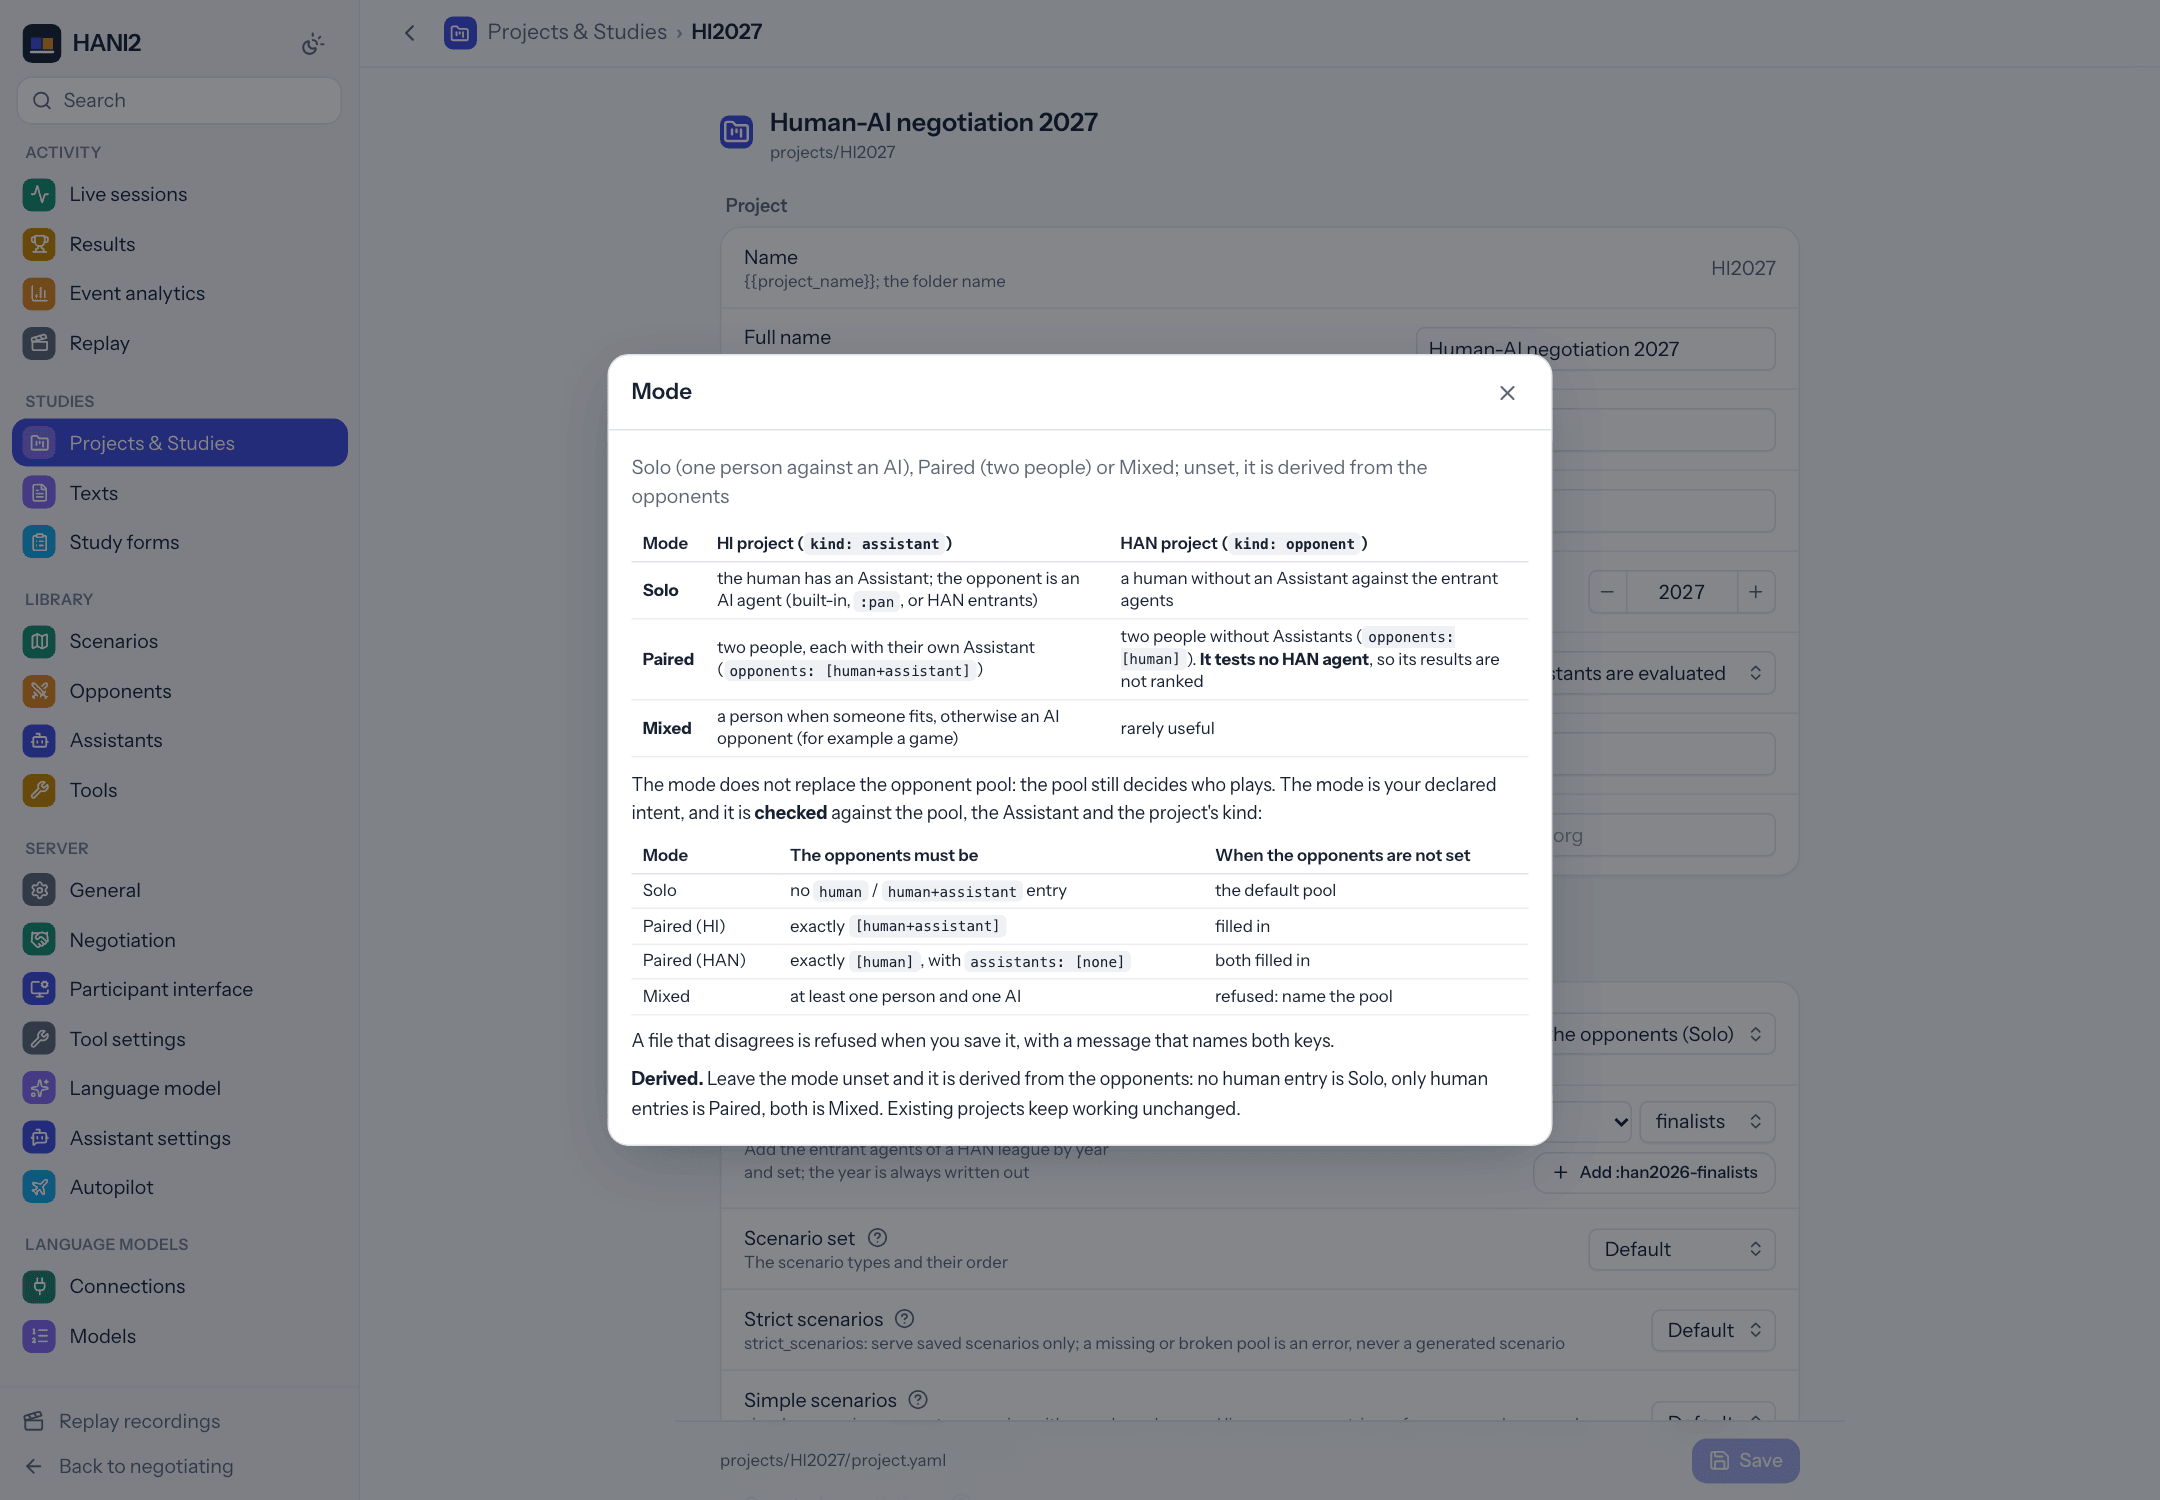 HANI2
Search
ACTIVITY
Live sessions
Results
Event analytics
Replay
STUDIES
Projects & Studies
Texts
Study forms
LIBRARY
Scenarios
Opponents
Assistants
Tools
SERVER
General
Negotiation
Participant interface
Tool settings
Language model
Assistant settings
Autopilot
LANGUAGE MODELS
Connections
Models
Replay recordings
Back to negotiating
Projects & Studies › HI2027
Human-AI negotiation 2027
projects/HI2027
Project
Name
{{project_name}}; the folder name
HI2027
Full name
Human-AI negotiation 2027
2027
stants are evaluated
org
Mode
Solo (one person against an AI), Paired (two people) or Mixed; unset, it is derived from the
opponents
Mode HI project ( kind: assistant ) HAN project ( kind: opponent )
Solo the human has an Assistant; the opponent is an AI agent (built-in, :pan , or HAN entrants) a human without an Assistant against the entrant agents
Paired two people, each with their own Assistant ( opponents: [human+assistant] ) two people without Assistants ( opponents: [human] ). It tests no HAN agent, so its results are not ranked
Mixed a person when someone fits, otherwise an AI opponent (for example a game) rarely useful
The mode does not replace the opponent pool: the pool still decides who plays. The mode is your declared
intent, and it is checked against the pool, the Assistant and the project's kind:
Mode The opponents must be When the opponents are not set
Solo no human / human+assistant entry the default pool
Paired (HI) exactly [human+assistant] filled in
Paired (HAN) exactly [human] , with assistants: [none] both filled in
Mixed at least one person and one AI refused: name the pool
A file that disagrees is refused when you save it, with a message that names both keys.
Derived. Leave the mode unset and it is derived from the opponents: no human entry is Solo, only human
entries is Paired, both is Mixed. Existing projects keep working unchanged.
he opponents (Solo)
finalists
Add the entrant agents of a HAN league by year
and set; the year is always written out
+ Add :han2026-finalists
Scenario set
The scenario types and their order
Default
Strict scenarios
strict_scenarios: serve saved scenarios only; a missing or broken pool is an error, never a generated scenario
Default
Simple scenarios
Default
projects/HI2027/project.yaml
Save